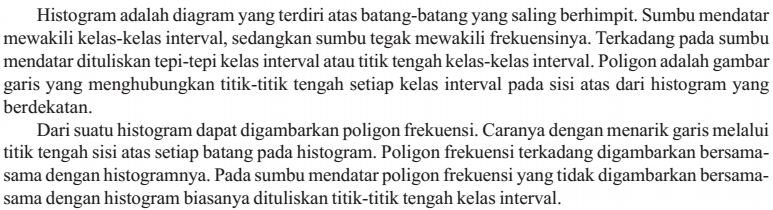 Histogram adalah diagram yang terdiri atas batang-batang yang saling berhimpit. Sumbu mendatar
mewakili kelas-kelas interval, sedangkan sumbu tegak mewakili frekuensinya. Terkadang pada sumbu
mendatar dituliskan tepi-tepi kelas interval atau titik tengah kelas-kelas interval. Poligon adalah gambar
garis yang menghubungkan titik-titik tengah setiap kelas interval pada sisi atas dari histogram yang
berdekatan.
Dari suatu histogram dapat digambarkan poligon frekuensi. Caranya dengan menarik garis melalui
titik tengah sisi atas setiap batang pada histogram. Poligon frekuensi terkadang digambarkan bersama-
sama dengan histogramnya. Pada sumbu mendatar poligon frekuensi yang tidak digambarkan bersama-
sama dengan histogram biasanya dituliskan titik-titik tengah kelas interval.